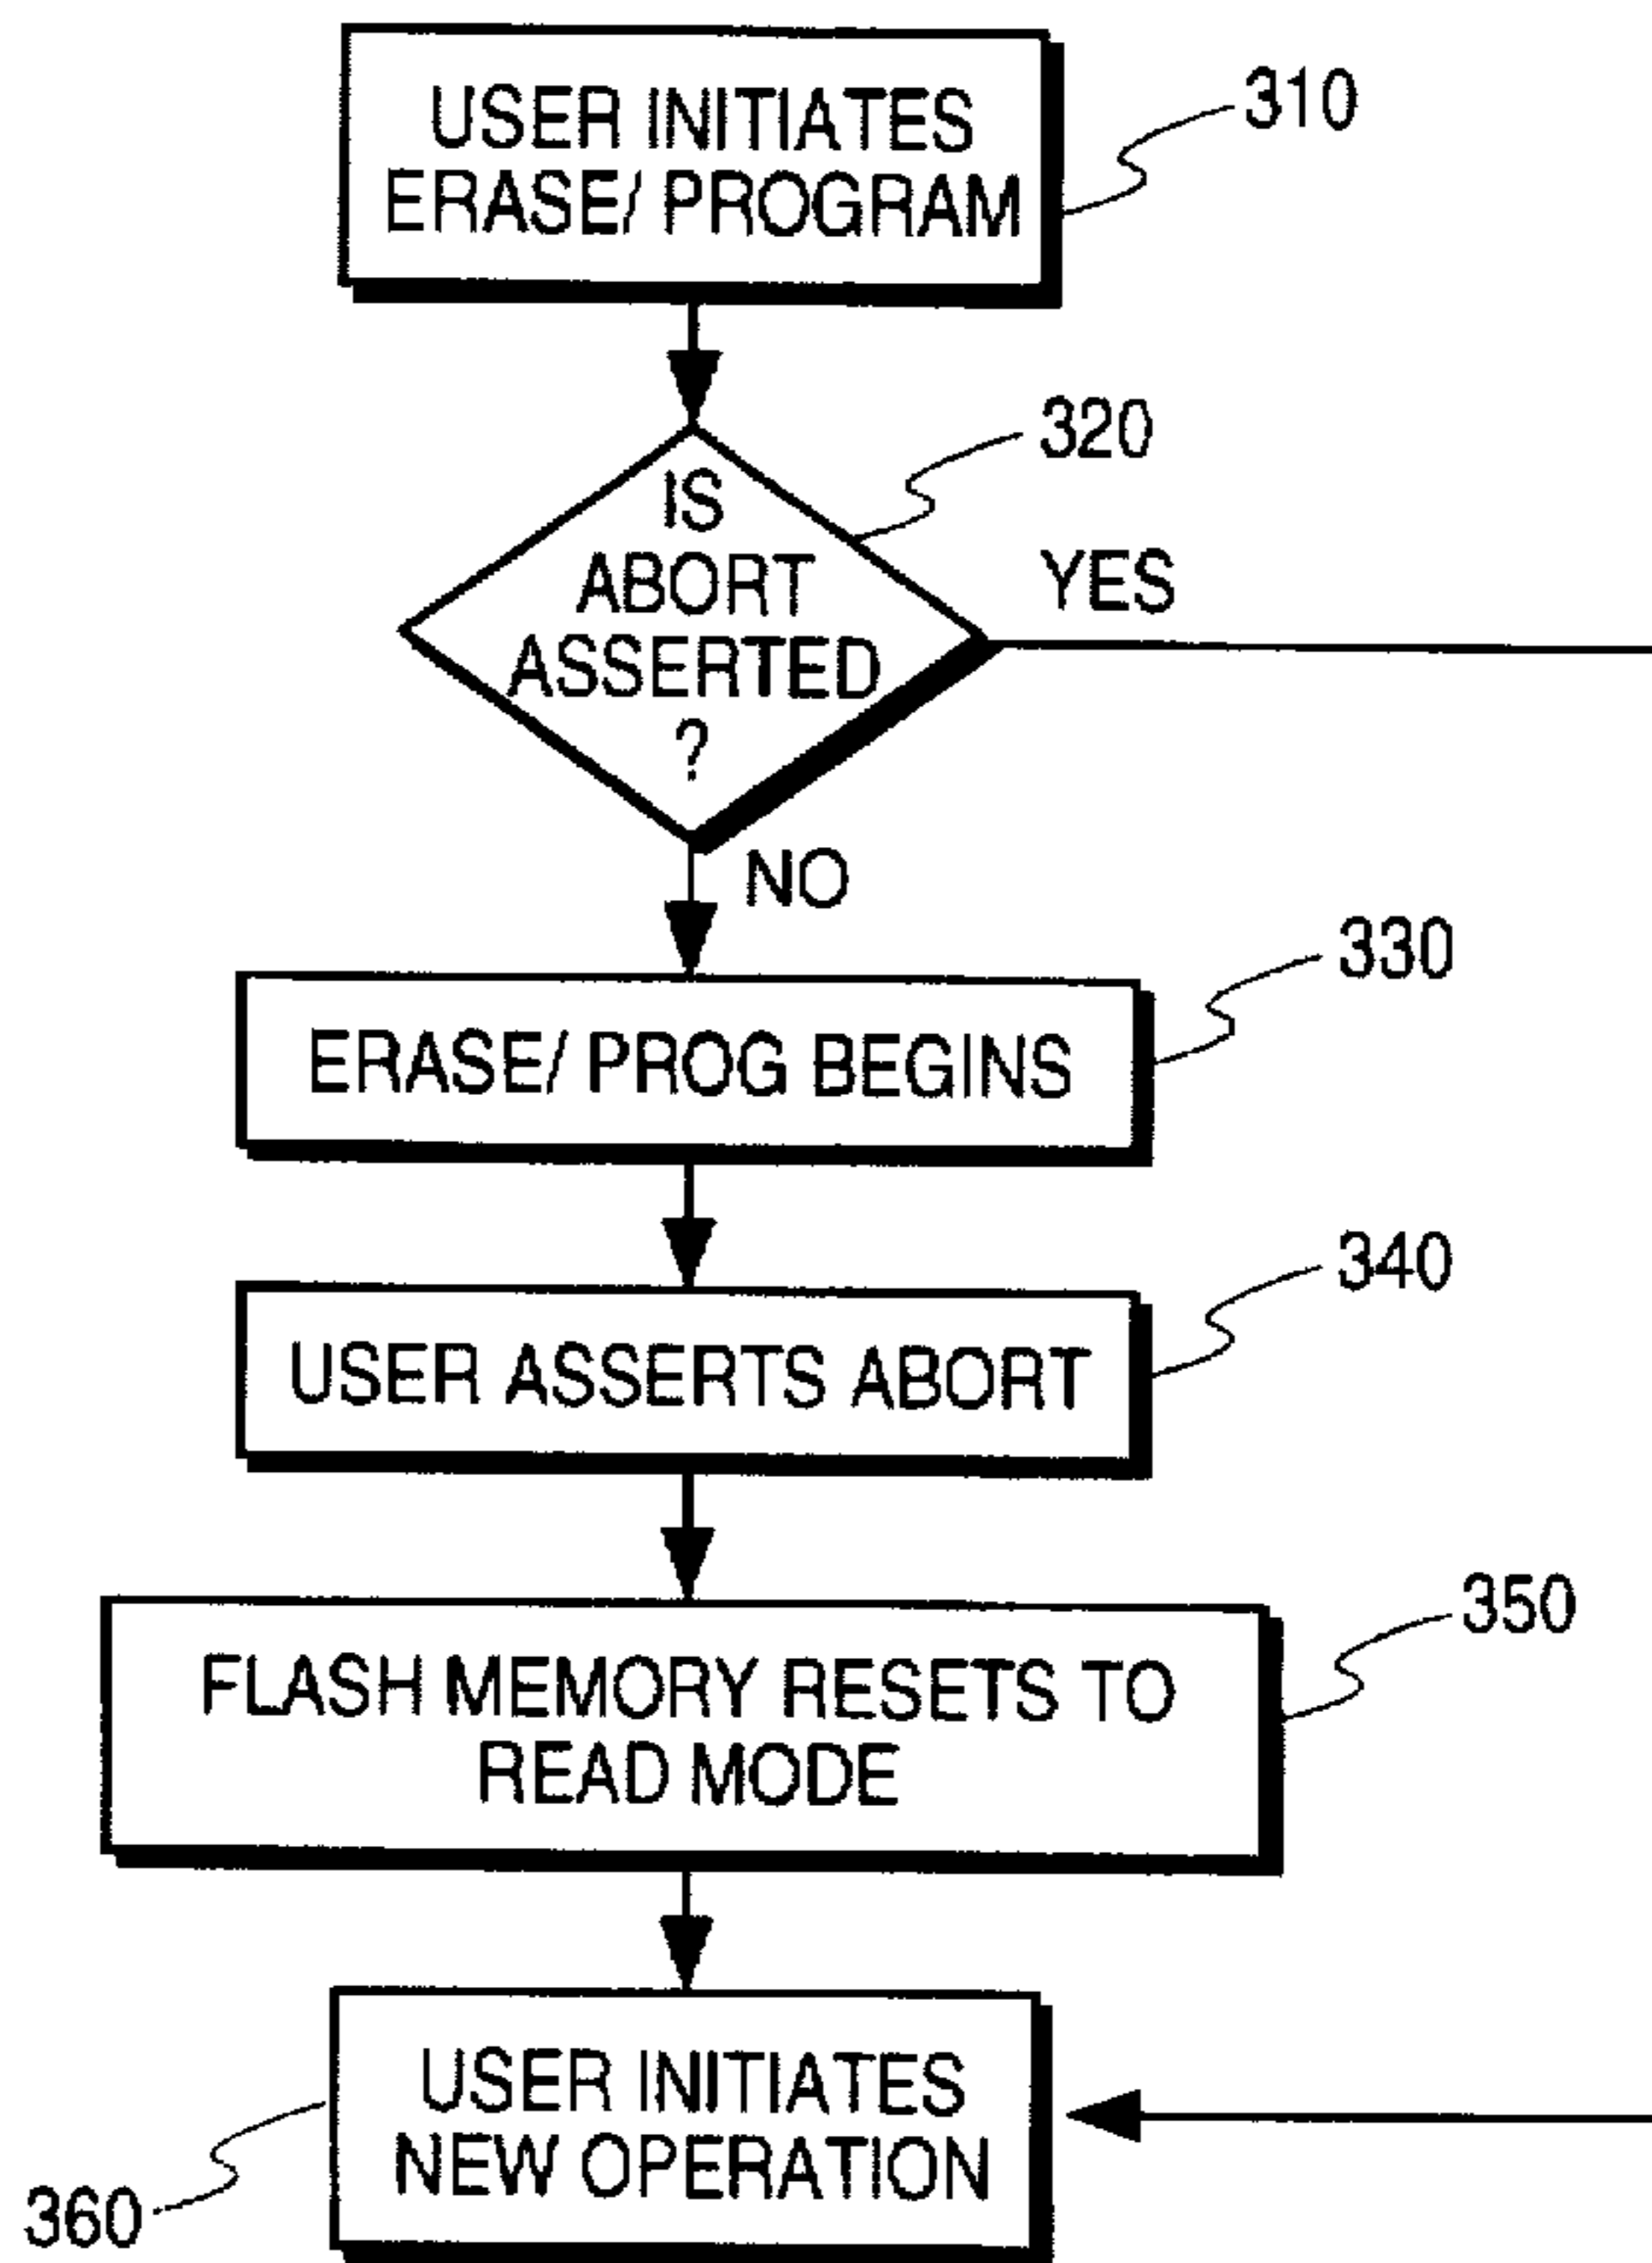 USER INITIATES
ERASE/ PROGRAM
310
IS
ABORT
ASSERTED
?
320
YES
NO
ERASE/ PROG BEGINS
330
USER ASSERTS ABORT
340
FLASH MEMORY RESETS TO
READ MODE
350
USER INITIATES
NEW OPERATION
360